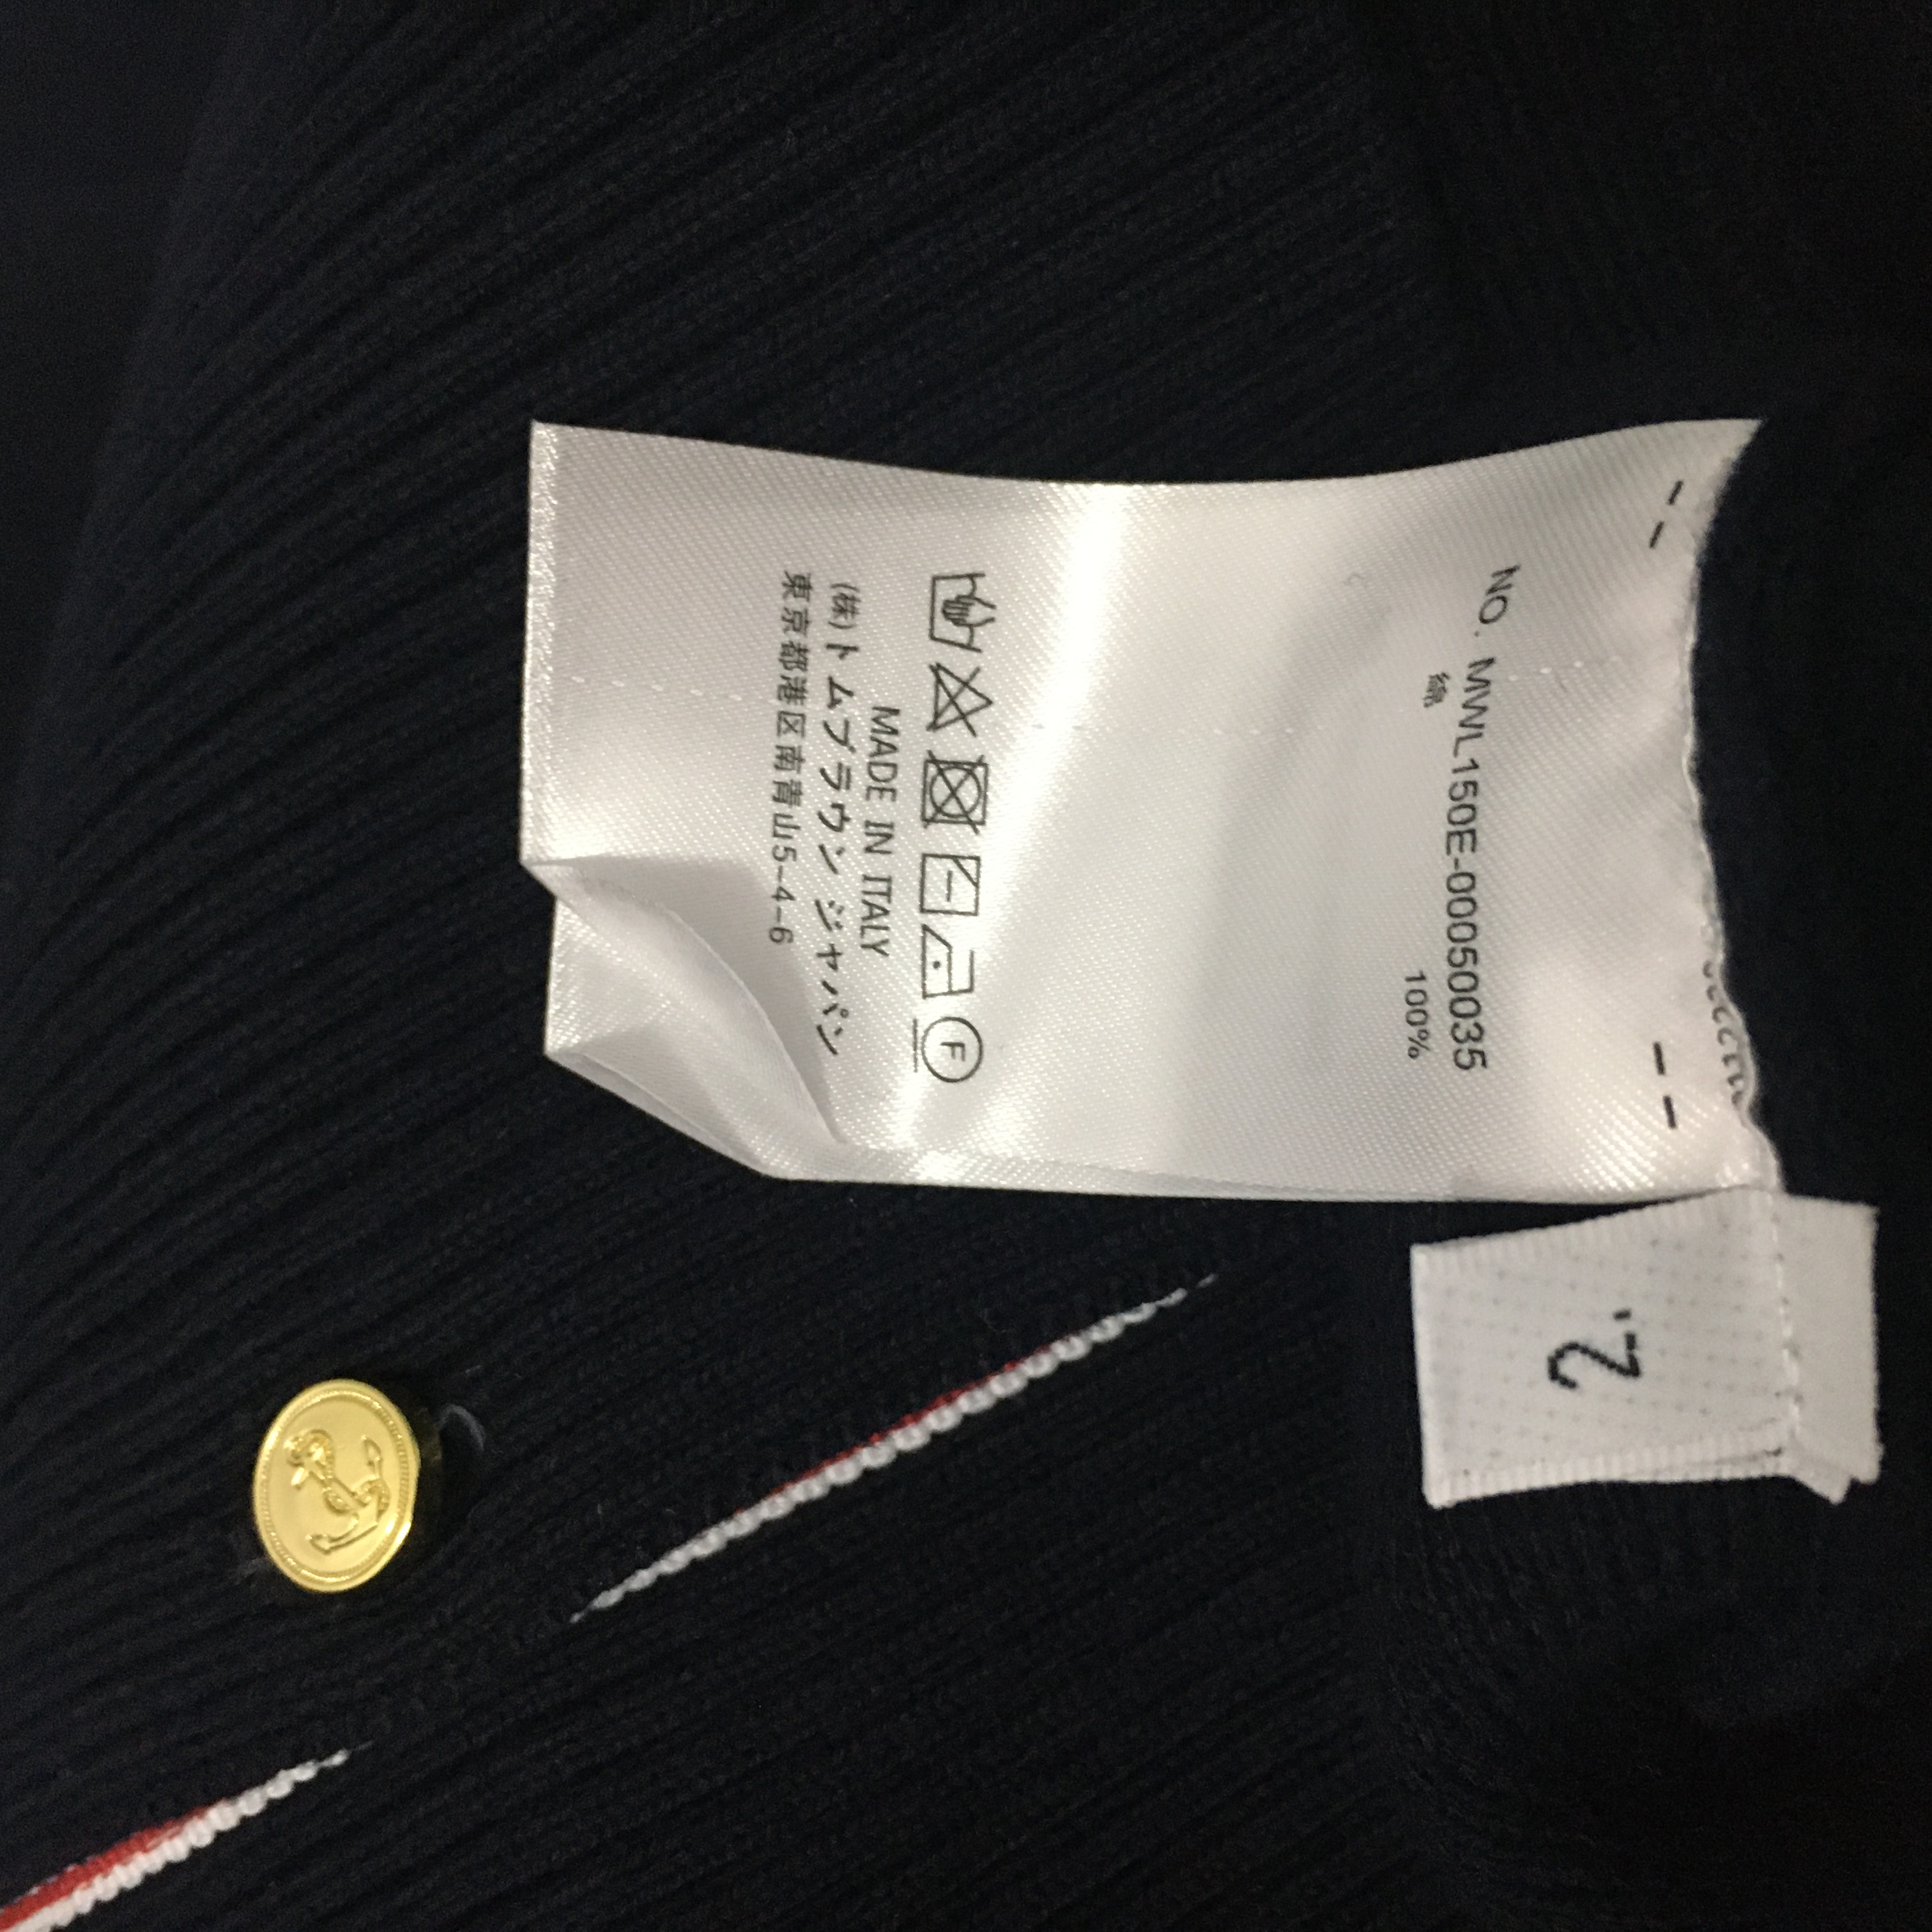 NO. MWL150E-00050035
綿 100%
F
MADE IN ITALY
(株)トムブラウン ジャパン
東京都港区南青山5-4-6
2.